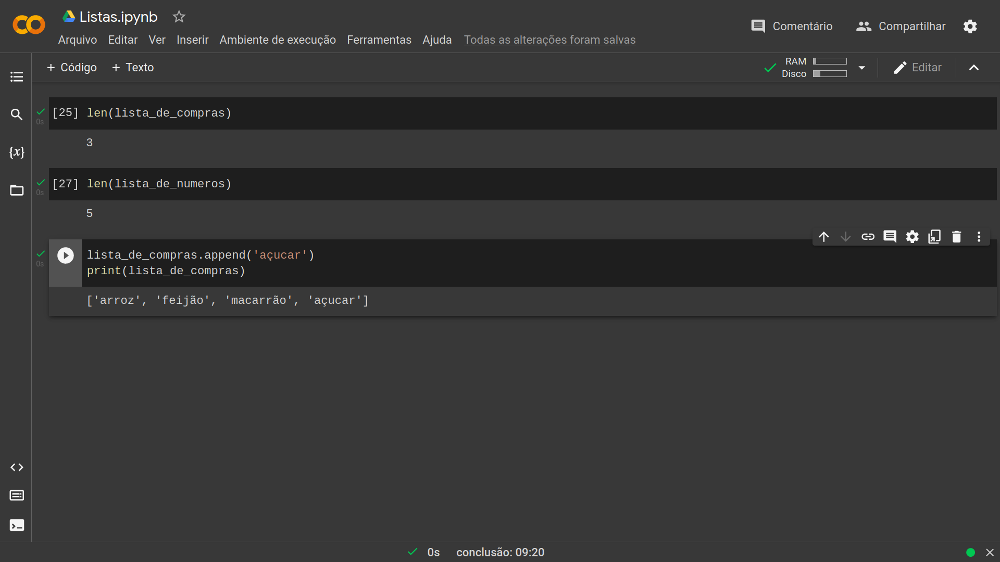 Listas.ipynb
Comentário
Compartilhar
Arquivo Editar Ver Inserir Ambiente de execução Ferramentas Ajuda Todas as alterações foram salvas
+ Código + Texto
RAM
Disco
Editar
[25] len(lista_de_compras)
0s
3
[27] len(lista_de_numeros)
0s
5
lista_de_compras.append('açucar')
0s
print(lista_de_compras)
['arroz', 'feijão', 'macarrão', 'açucar']
{x}
0s conclusão: 09:20